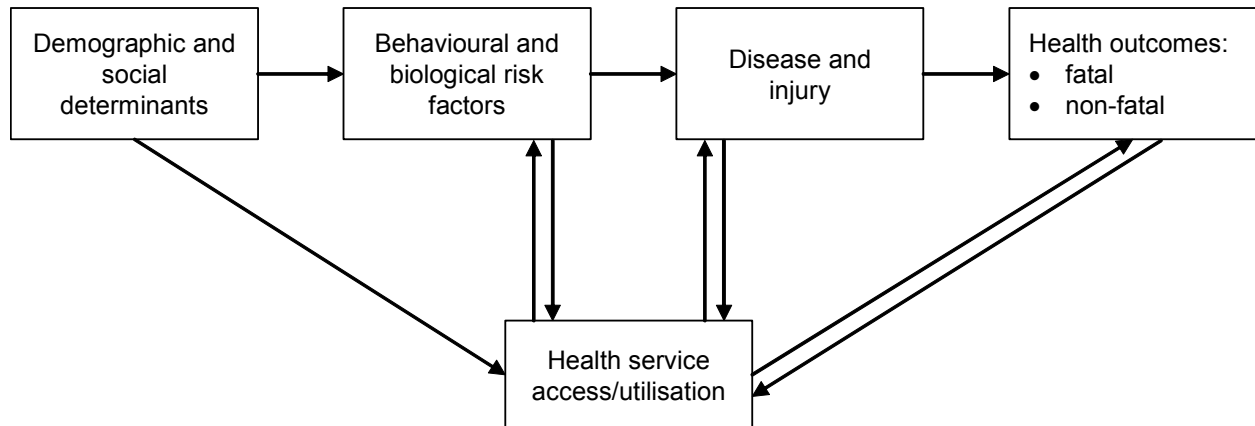 Demographic and
social
determinants
Behavioural and
biological risk
factors
Disease and
injury
Health outcomes:
• fatal
• non-fatal
Health service
access/utilisation